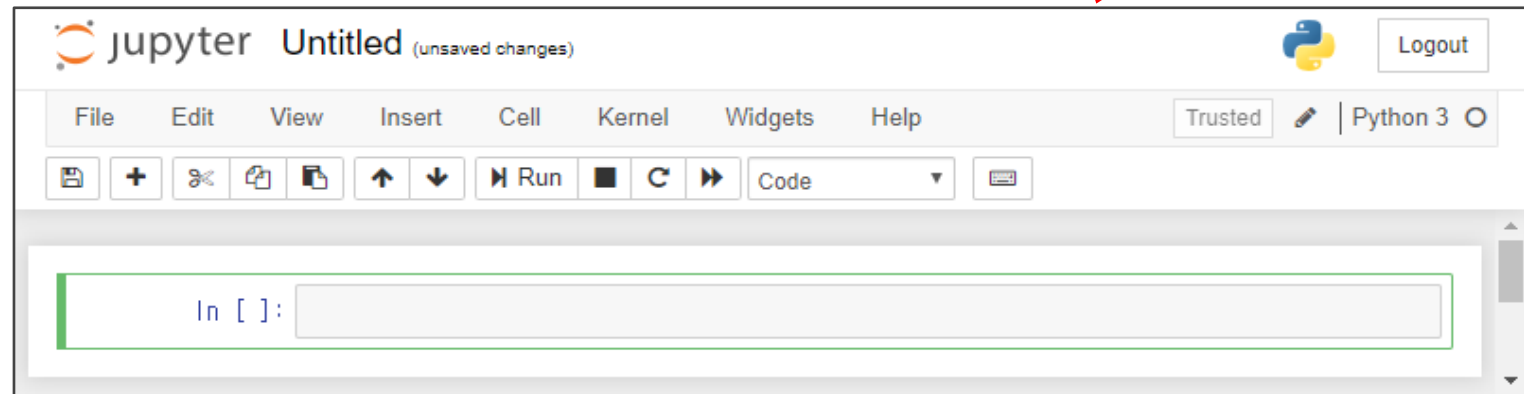 jupyter Untitled (unsaved changes) Logout
File Edit View Insert Cell Kernel Widgets Help Trusted Python 3
Run Code
In [ ]: